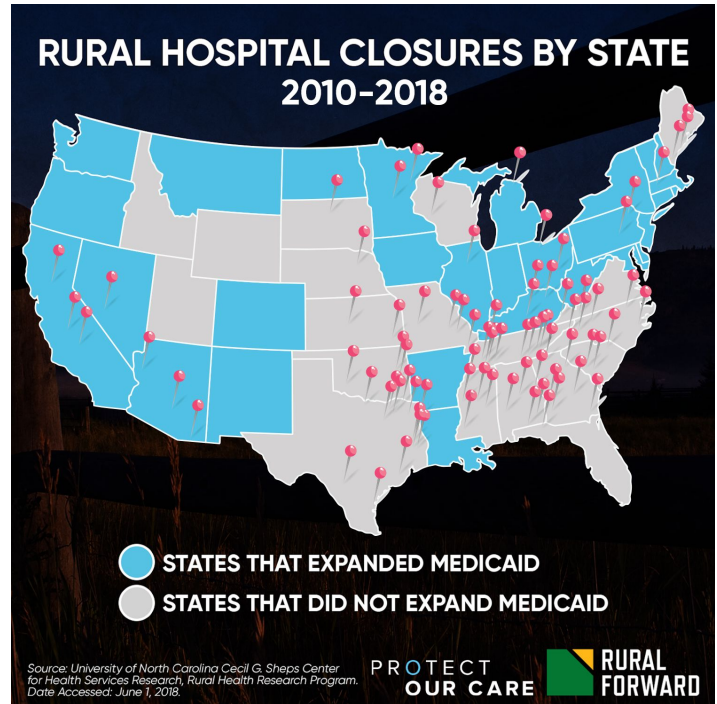 RURAL HOSPITAL CLOSURES BY STATE
2010-2018
STATES THAT EXPANDED MEDICAID
STATES THAT DID NOT EXPAND MEDICAID
Source: University of North Carolina Cecil G. Sheps Center
for Health Services Research, Rural Health Research Program.
Date Accessed: June 1, 2018.
PROTECT
OUR CARE
RURAL
FORWARD